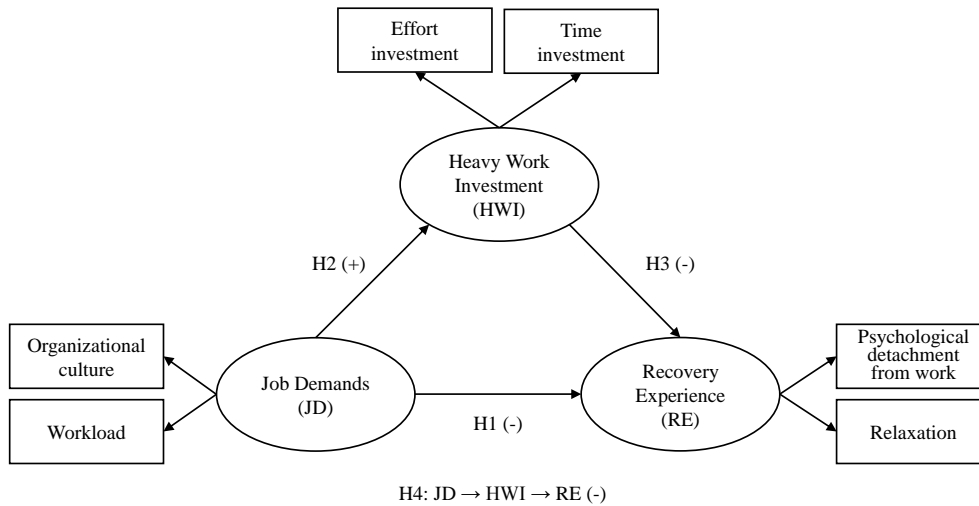 Effort
investment
Time
investment
Heavy Work
Investment
(HWI)
H2 (+)
H3 (-)
Organizational
culture
Workload
Job Demands
(JD)
H1 (-)
Recovery
Experience
(RE)
Psychological
detachment
from work
Relaxation
H4: JD → HWI → RE (-)